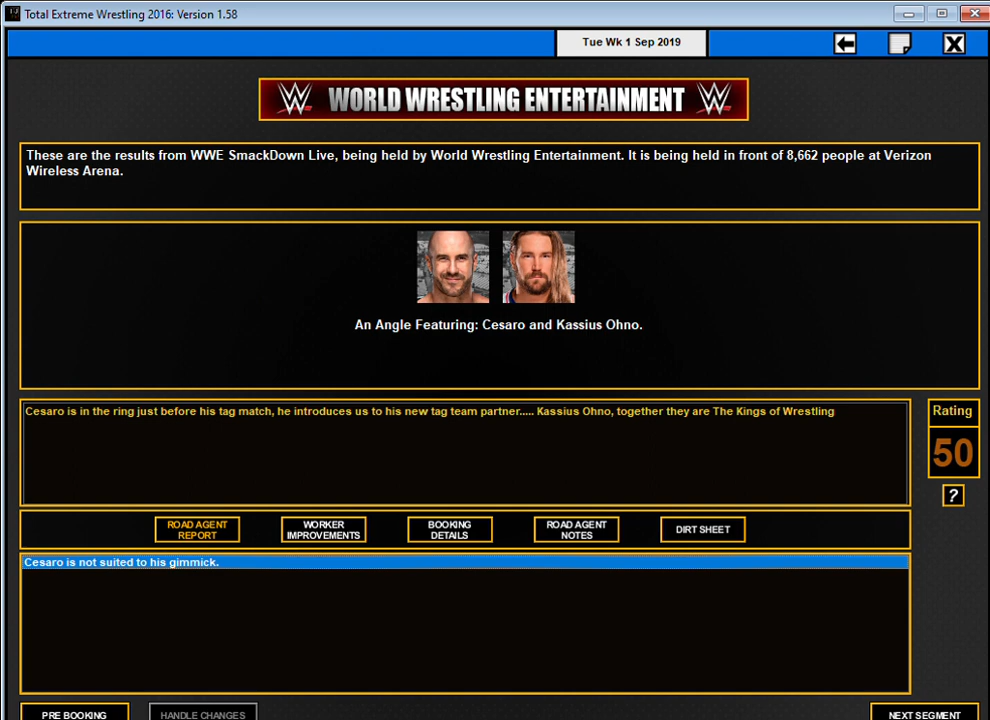 Total Extreme Wrestling 2016: Version 1.58
Tue Wk 1 Sep 2019
WORLD WRESTLING ENTERTAINMENT
These are the results from WWE SmackDown Live, being held by World Wrestling Entertainment. It is being held in front of 8,662 people at Verizon
Wireless Arena.
An Angle Featuring: Cesaro and Kassius Ohno.
Cesaro is in the ring just before his tag match, he introduces us to his new tag team partner..... Kassius Ohno, together they are The Kings of Wrestling
Rating
50
?
ROAD AGENT
REPORT
WORKER
IMPROVEMENTS
BOOKING
DETAILS
ROAD AGENT
NOTES
DIRT SHEET
Cesaro is not suited to his gimmick.
PRE BOOKING
HANDLE CHANGES
NEXT SEGMENT